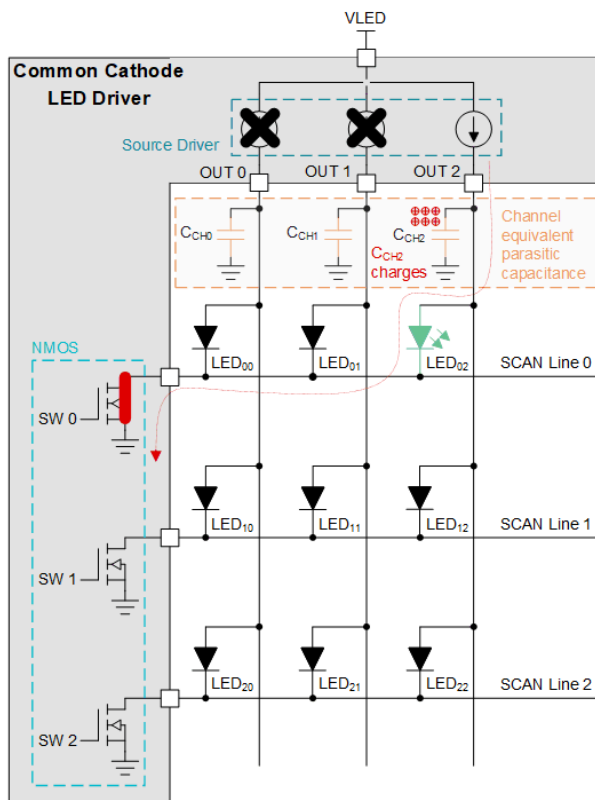 VLED
Common Cathode
LED Driver
Source Driver
OUT 0
OUT 1
OUT 2
CCH0
CCH1
CCH2
CCH2
charges
Channel
equivalent
parasitic
capacitance
NMOS
SW 0
LED00
LED01
LED02
SCAN Line 0
SW 1
LED10
LED11
LED12
SCAN Line 1
SW 2
LED20
LED21
LED22
SCAN Line 2